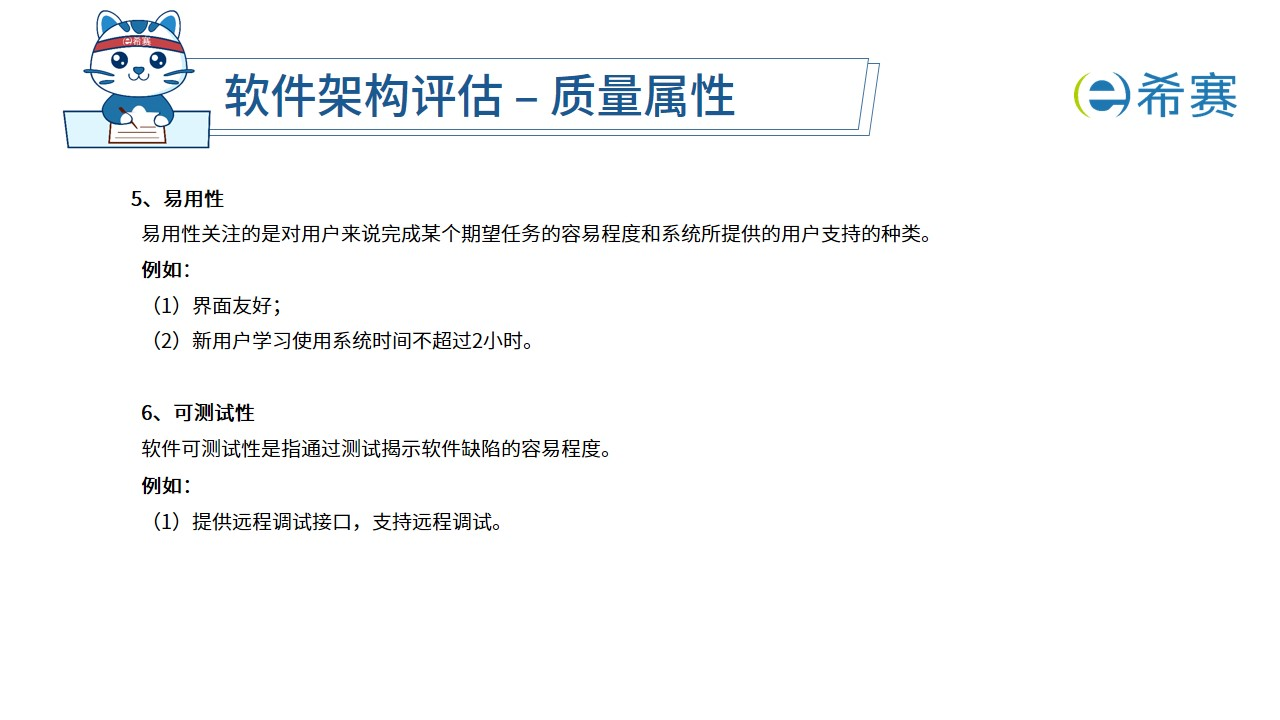 希赛
软件架构评估 – 质量属性
希赛
5、易用性
易用性关注的是对用户来说完成某个期望任务的容易程度和系统所提供的用户支持的种类。
例如：
（1）界面友好；
（2）新用户学习使用系统时间不超过2小时。
6、可测试性
软件可测试性是指通过测试揭示软件缺陷的容易程度。
例如：
（1）提供远程调试接口，支持远程调试。